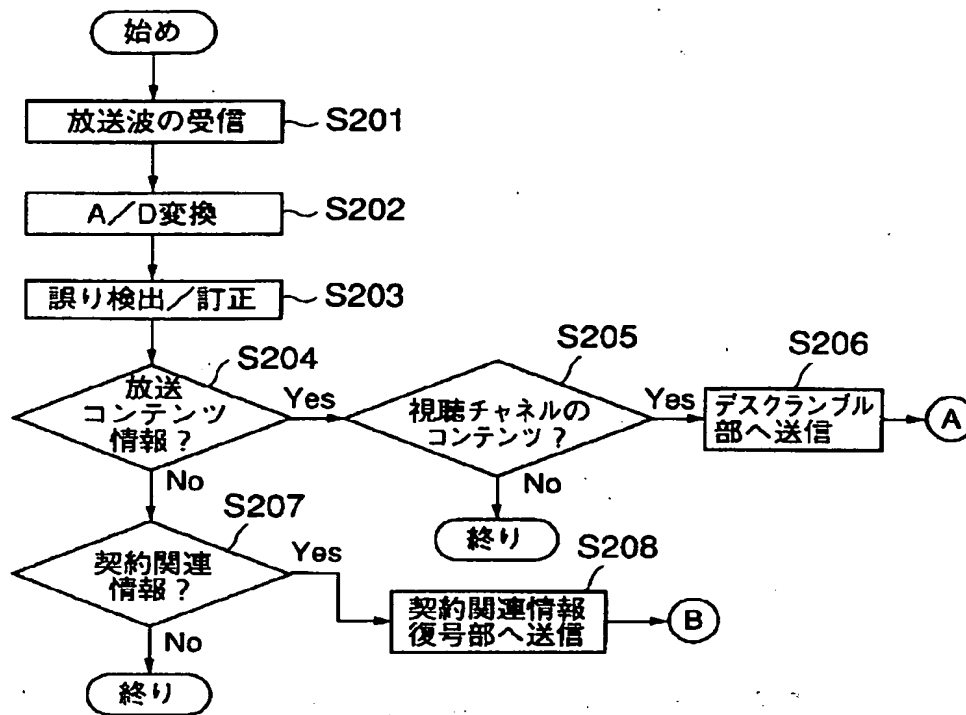 始め
放送波の受信
S201
A/D変換
S202
誤り検出/訂正
S203
放送
コンテンツ
情報?
S204
Yes
No
視聴チャネルの
コンテンツ?
S205
Yes
No
終り
デスクランブル
部へ送信
S206
A
契約関連
情報?
S207
Yes
No
終り
契約関連情報
復号部へ送信
S208
B